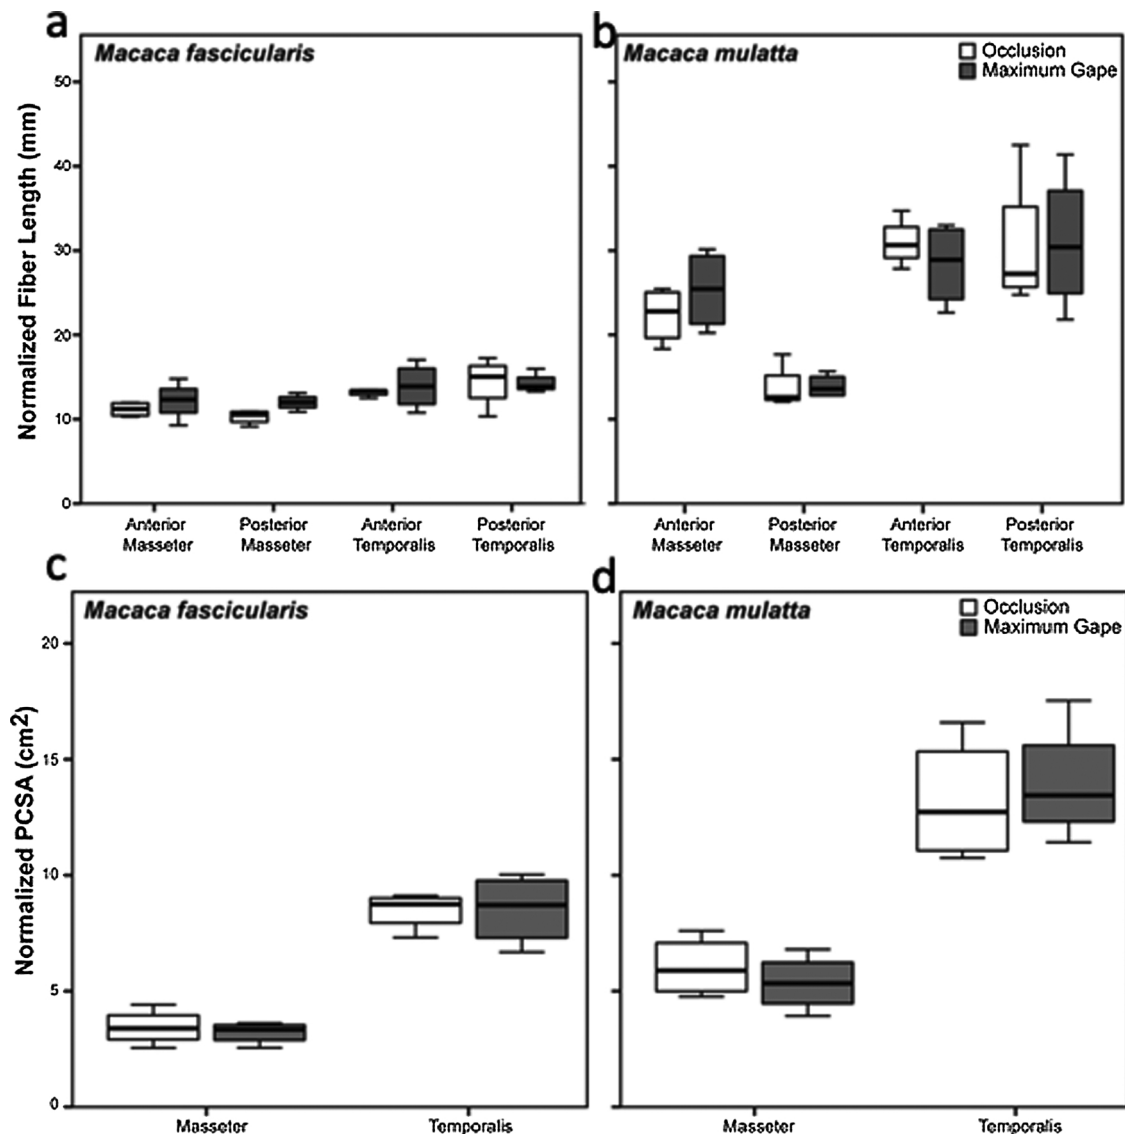 a
Macaca fascicularis
Normalized Fiber Length (mm)
50
40
30
20
10
0
Anterior Masseter
Posterior Masseter
Anterior Temporalis
Posterior Temporalis
b
Macaca mulatta
Occlusion
Maximum Gape
Anterior Masseter
Posterior Masseter
Anterior Temporalis
Posterior Temporalis
c
Macaca fascicularis
Normalized PCSA (cm2)
20
15
10
5
0
Masseter
Temporalis
d
Macaca mulatta
Occlusion
Maximum Gape
Masseter
Temporalis